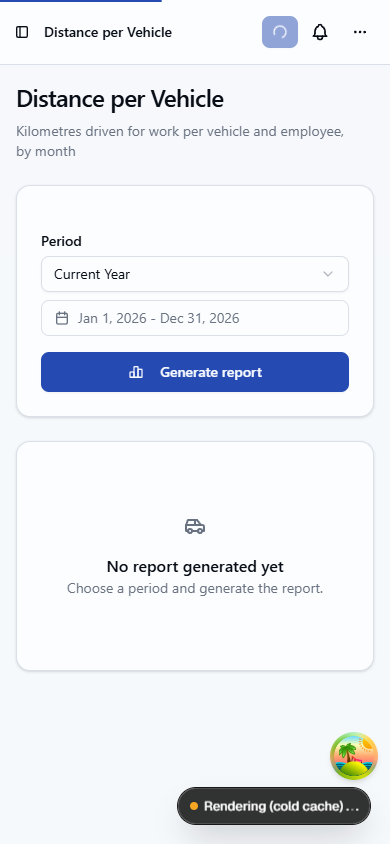 Distance per Vehicle
Distance per Vehicle
Kilometres driven for work per vehicle and employee,
by month
Period
Current Year
Jan 1, 2026 - Dec 31, 2026
Generate report
No report generated yet
Choose a period and generate the report.
Rendering (cold cache)...